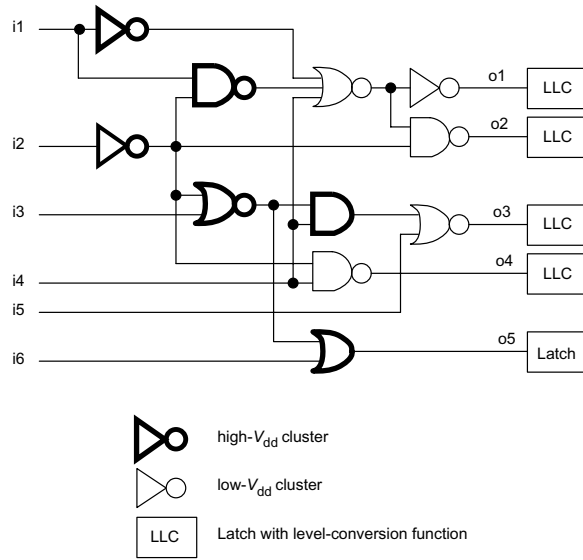 i1
o1
LLC
o2
LLC
i2
i3
o3
LLC
o4
LLC
i4
i5
o5
Latch
i6
high-Vdd cluster
low-Vdd cluster
LLC
Latch with level-conversion function